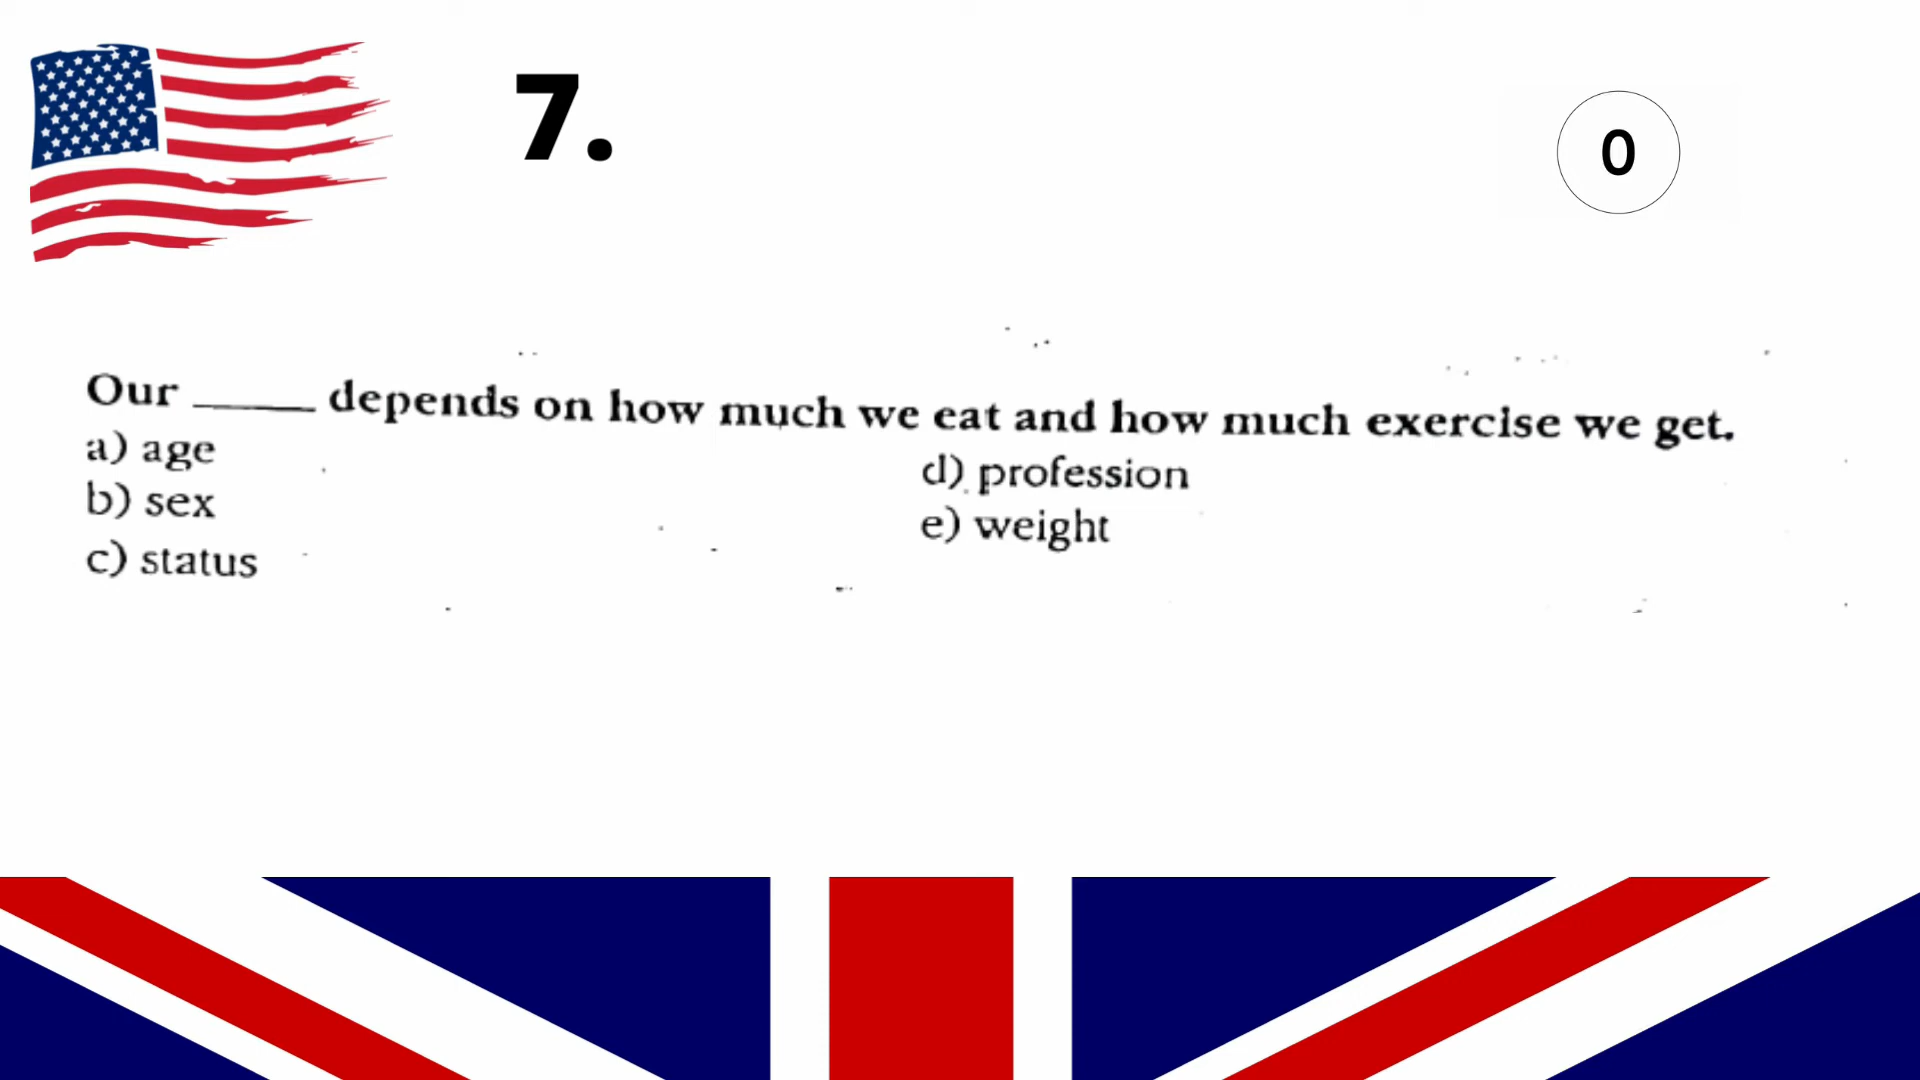 7.
0
Our _____ depends on how much we eat and how much exercise we get.
a) age
b) sex
c) status
d) profession
e) weight